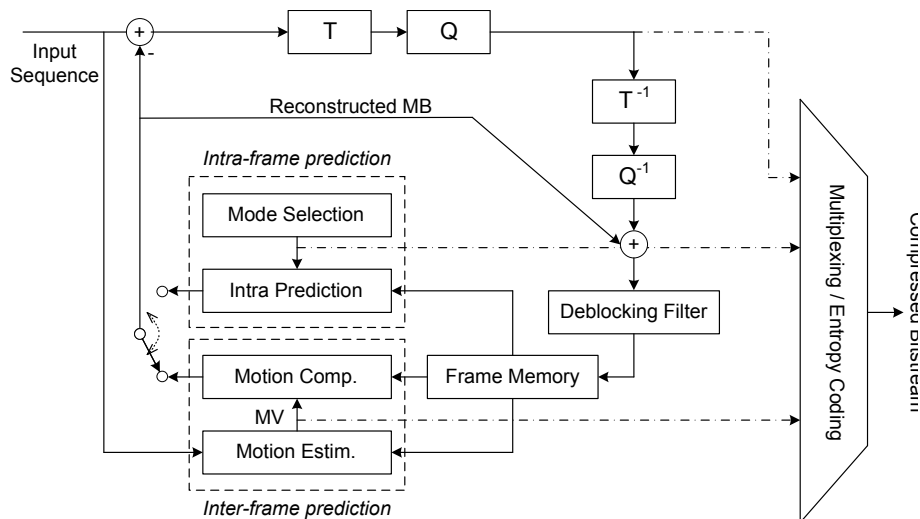 Input
Sequence
+
-
T
Q
T⁻¹
Q⁻¹
+
Reconstructed MB
Intra-frame prediction
Mode Selection
Intra Prediction
Deblocking Filter
Motion Comp.
Frame Memory
MV
Motion Estim.
Inter-frame prediction
Multiplexing / Entropy Coding
Compressed Bitstream